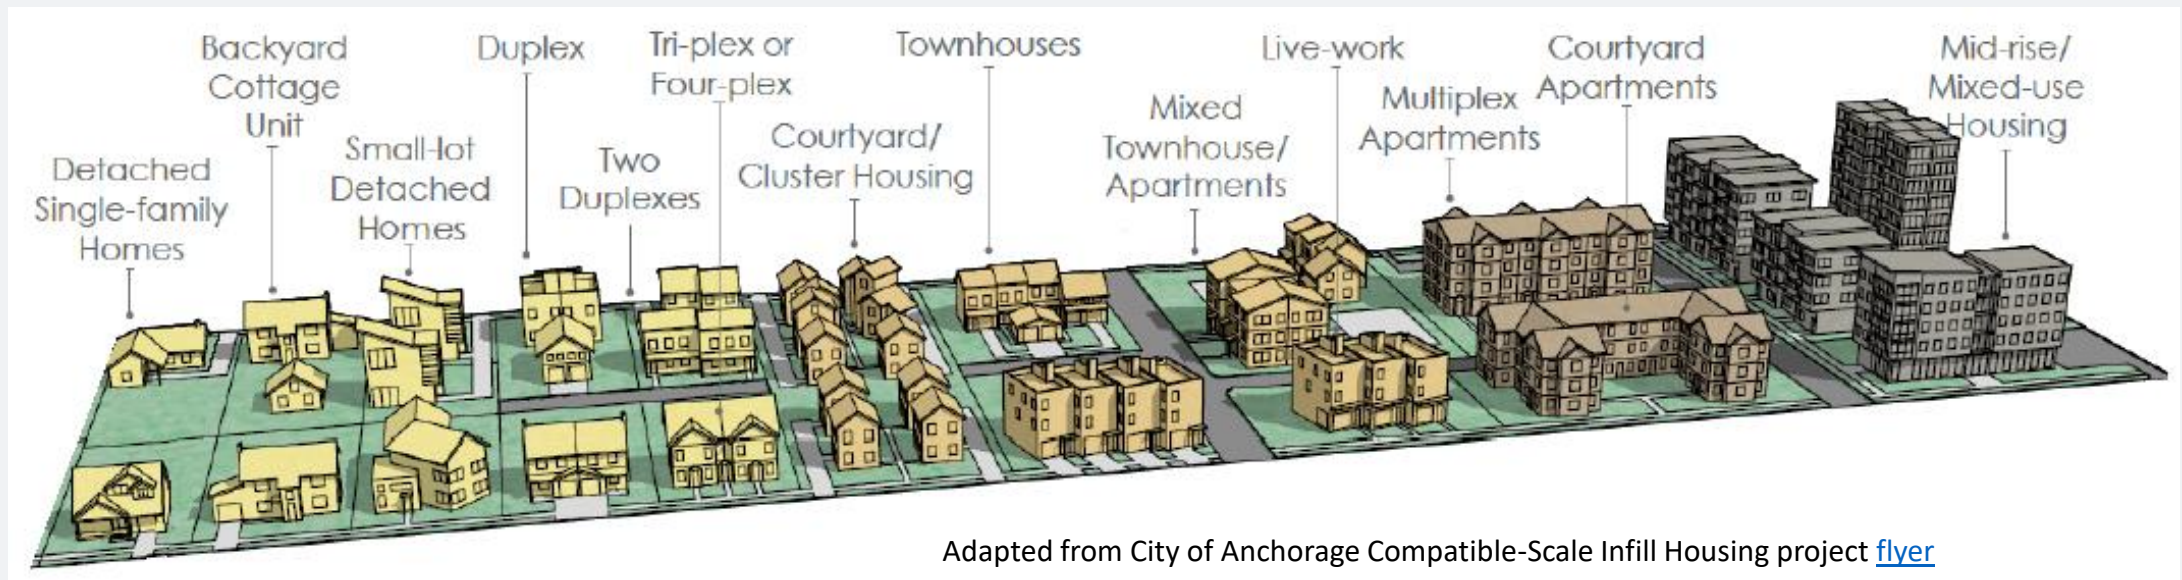 Detached
Single-family
Homes
Backyard
Cottage
Unit
Small-lot
Detached
Homes
Duplex
Two
Duplexes
Tri-plex or
Four-plex
Courtyard/
Cluster Housing
Townhouses
Mixed
Townhouse/
Apartments
Live-work
Multiplex
Apartments
Courtyard
Apartments
Mid-rise/
Mixed-use
Housing
Adapted from City of Anchorage Compatible-Scale Infill Housing project flyer